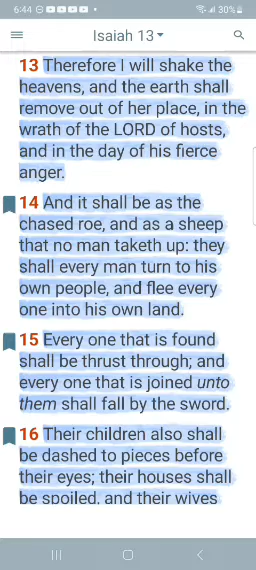 6:44
30%
Isaiah 13
13 Therefore I will shake the
heavens, and the earth shall
remove out of her place, in the
wrath of the LORD of hosts,
and in the day of his fierce
anger.
14 And it shall be as the
chased roe, and as a sheep
that no man taketh up: they
shall every man turn to his
own people, and flee every
one into his own land.
15 Every one that is found
shall be thrust through; and
every one that is joined unto
them shall fall by the sword.
16 Their children also shall
be dashed to pieces before
their eyes; their houses shall
be spoiled, and their wives